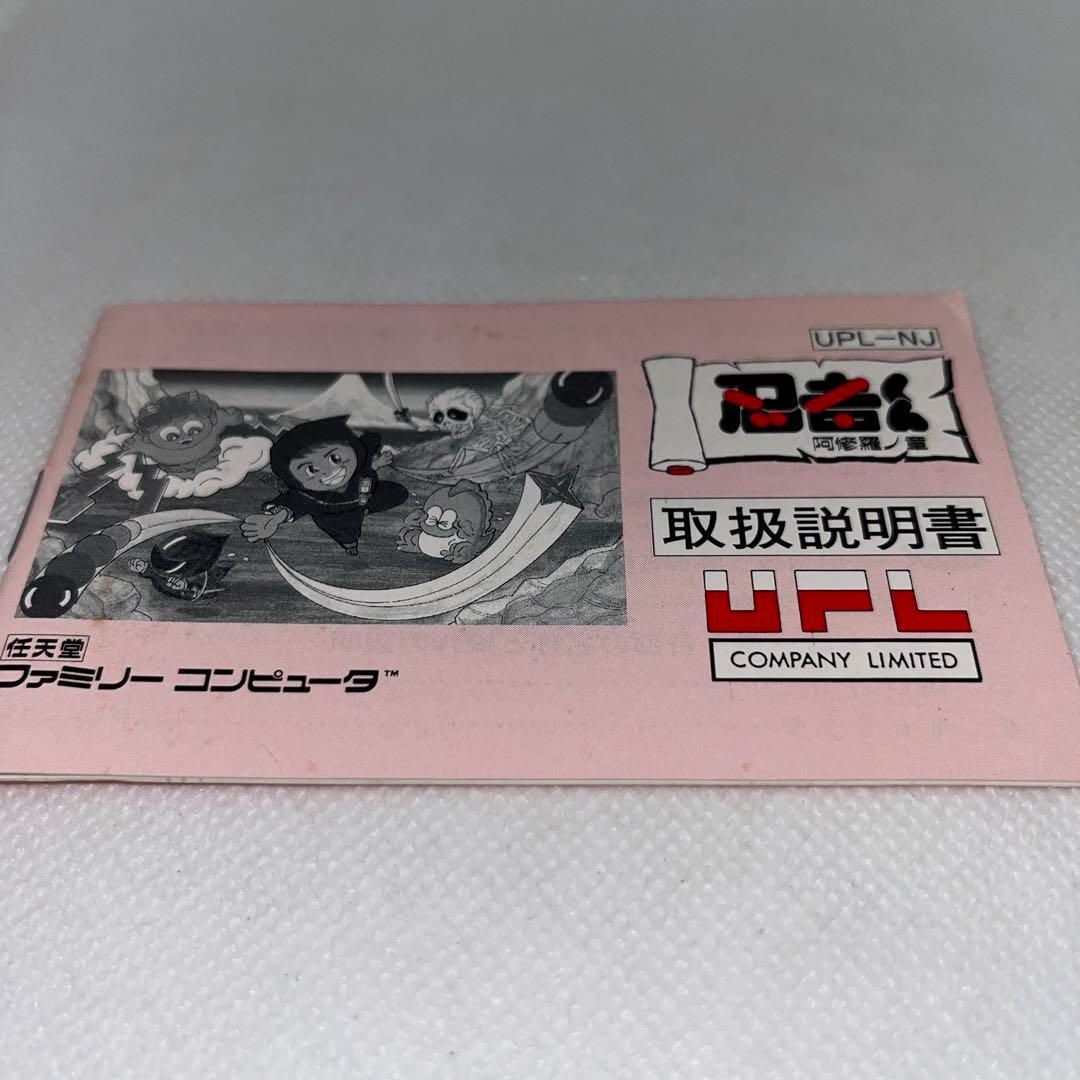 UPL-NJ
忍者くん
阿修羅ノ章
取扱説明書
UPL
COMPANY LIMITED
任天堂
ファミリー コンピュータ™